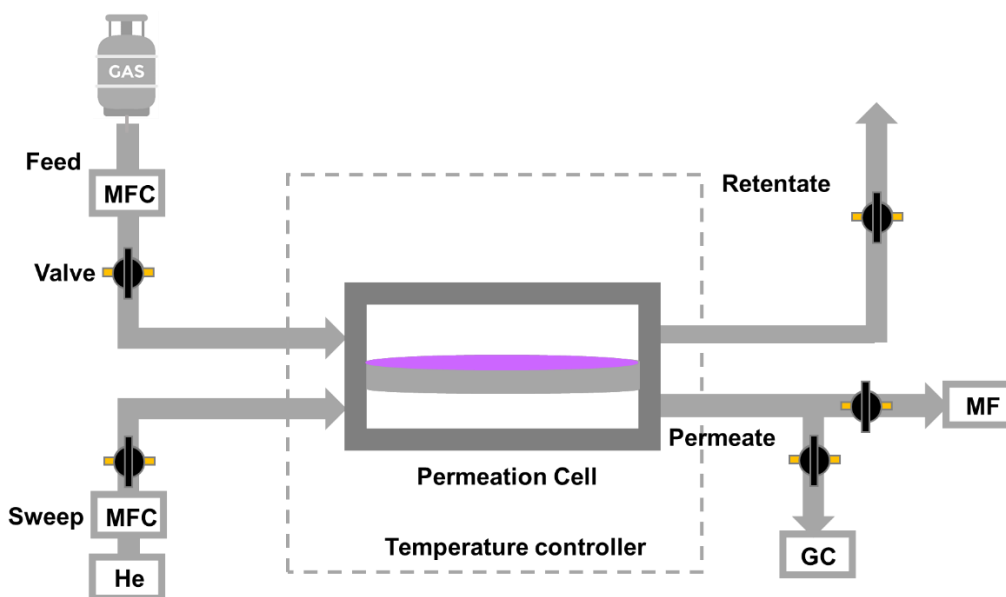 GAS
Feed
MFC
Retentate
Valve
MF
Permeate
Permeation Cell
Sweep
MFC
Temperature controller
GC
He